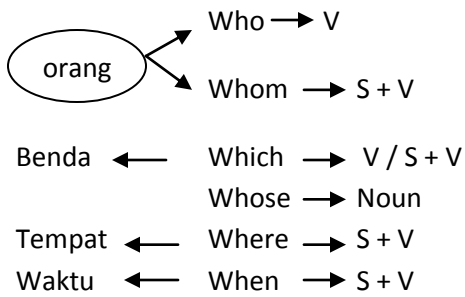 Who → V
orang
Whom → S + V
Benda ← Which → V / S + V
Whose → Noun
Tempat ← Where → S + V
Waktu ← When → S + V